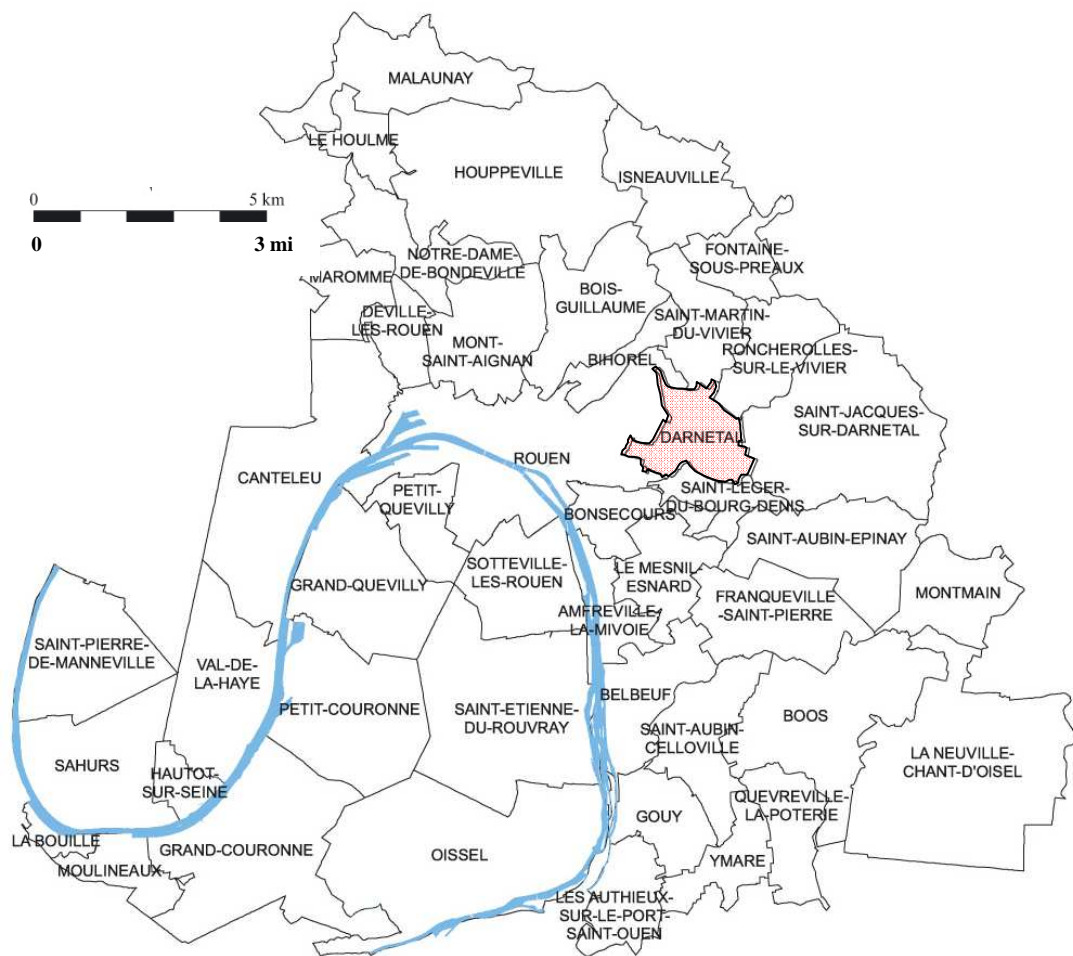 MALAUNAY
LE HOULME
HOUPPEVILLE
ISNEAUVILLE
0 5 km
0 3 mi
NOTRE-DAME-
DE-BONDEVILLE
FONTAINE-
SOUS-PREAUX
MAROMME
BOIS-
GUILLAUME
DEVILLE-
LES-ROUEN
SAINT-MARTIN-
DU-VIVIER
MONT-
SAINT-AIGNAN
BIHOREL
RONCHEROLLES-
SUR-LE-VIVIER
SAINT-JACQUES-
SUR-DARNETAL
DARNETAL
ROUEN
CANTELEU
PETIT-
QUEVILLY
SAINT-LEGER-
DU-BOURG-DENIS
BONSECOURS
SAINT-AUBIN-EPINAY
SOTTEVILLE-
LES-ROUEN
LE MESNIL-
ESNARD
GRAND-QUEVILLY
FRANQUEVILLE
-SAINT-PIERRE
MONTMAIN
AMFREVILLE-
LA-MIVOIE
SAINT-PIERRE-
DE-MANNEVILLE
VAL-DE-
LA-HAYE
BELBEUF
PETIT-COURONNE
SAINT-ETIENNE-
DU-ROUVRAY
SAINT-AUBIN-
CELLOVILLE
BOOS
LA NEUVILLE-
CHANT-D'OISEL
SAHURS
HAUTOT-
SUR-SEINE
QUEVREVILLE-
LA-POTERIE
GOUY
LA BOUILLE
GRAND-COURONNE
OISSEL
YMARE
MOULINEAUX
LES AUTHIEUX-
SUR-LE-PORT-
SAINT-OUEN